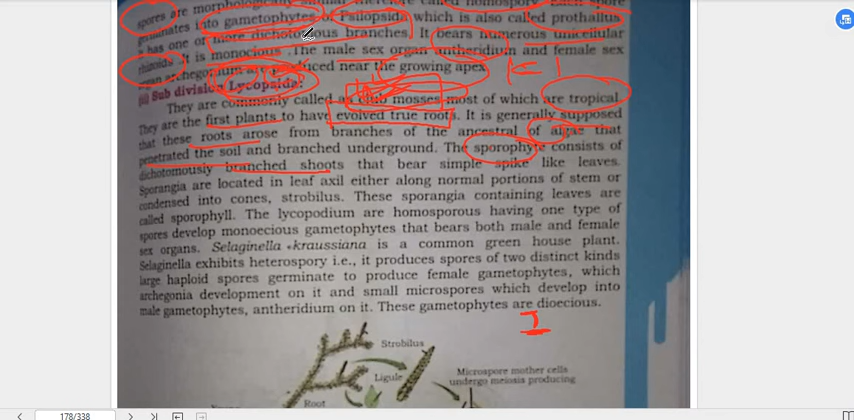 spores are morphologically
germinates into gametophytes of Psilopsida which is also called prothallus
It has one or more dichotomous branches. It bears numerous unicellular
rhizoids. It is monocious .The male sex organ antheridium and female sex
organ archegonium are produced near the growing apex
(ii) Sub division Lycopsida:
They are commonly called as club mosses most of which are tropical
They are the first plants to have evolved true roots. It is generally supposed
that these roots arose from branches of the ancestral of algae that
penetrated the soil and branched underground. The sporophyte consists of
dichotomously branched shoots that bear simple spike like leaves.
Sporangia are located in leaf axil either along normal portions of stem or
condensed into cones, strobilus. These sporangia containing leaves are
called sporophyll. The lycopodium are homosporous having one type of
spores develop monoecious gametophytes that bears both male and female
sex organs. Selaginella kraussiana is a common green house plant.
Selaginella exhibits heterospory i.e., it produces spores of two distinct kinds
large haploid spores germinate to produce female gametophytes, which
archegonia development on it and small microspores which develop into
male gametophytes, antheridium on it. These gametophytes are dioecious.
Strobilus
Ligule
Microspore mother cells
undergo meiosis producing
Root
178/338